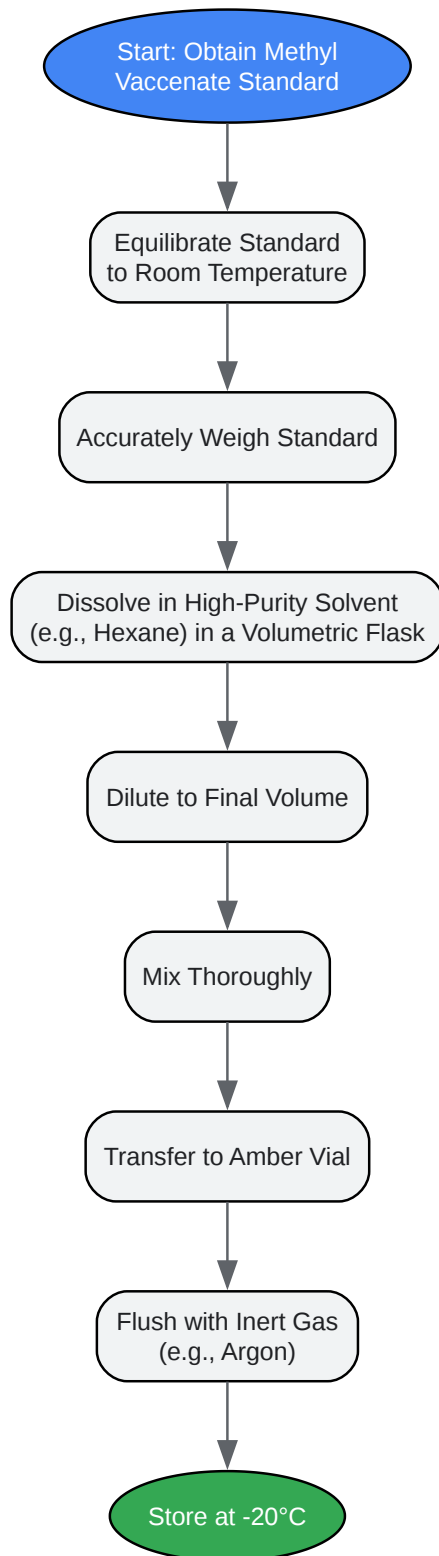 Start: Obtain Methyl
Vaccenate Standard
Equilibrate Standard
to Room Temperature
Accurately Weigh Standard
Dissolve in High-Purity Solvent
(e.g., Hexane) in a Volumetric Flask
Dilute to Final Volume
Mix Thoroughly
Transfer to Amber Vial
Flush with Inert Gas
(e.g., Argon)
Store at -20°C